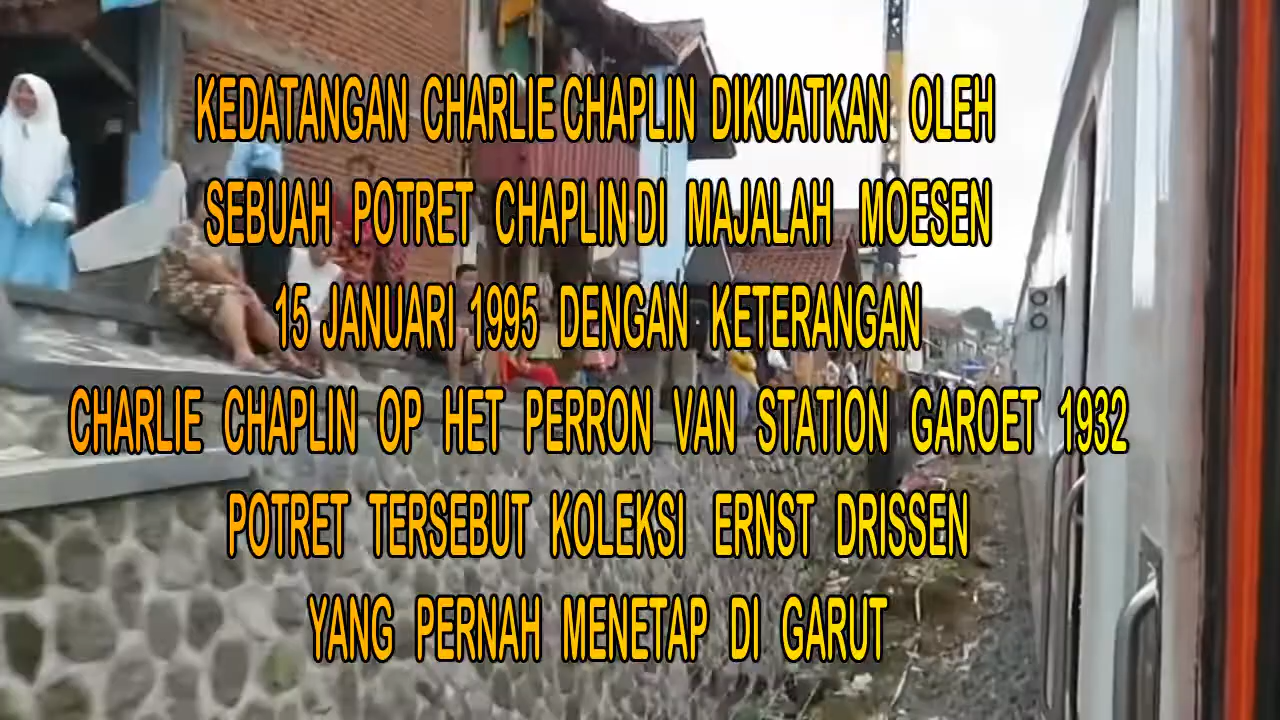 KEDATANGAN CHARLIE CHAPLIN DIKUATKAN OLEH
SEBUAH POTRET CHAPLIN DI MAJALAH MOESEN
15 JANUARI 1995 DENGAN KETERANGAN
CHARLIE CHAPLIN OP HET PERRON VAN STATION GAROET 1932
POTRET TERSEBUT KOLEKSI ERNST DRISSEN
YANG PERNAH MENETAP DI GARUT